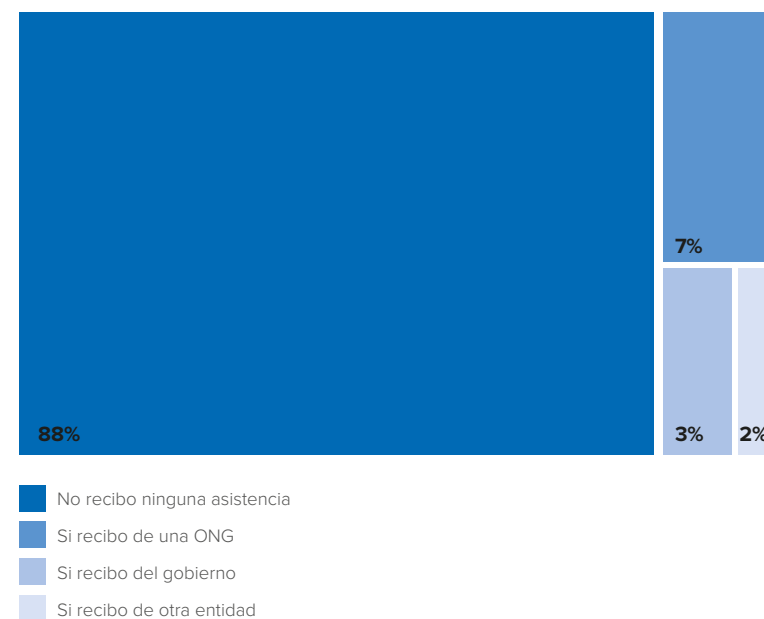 7%
88%
3%
2%
No recibo ninguna asistencia
Si recibo de una ONG
Si recibo del gobierno
Si recibo de otra entidad